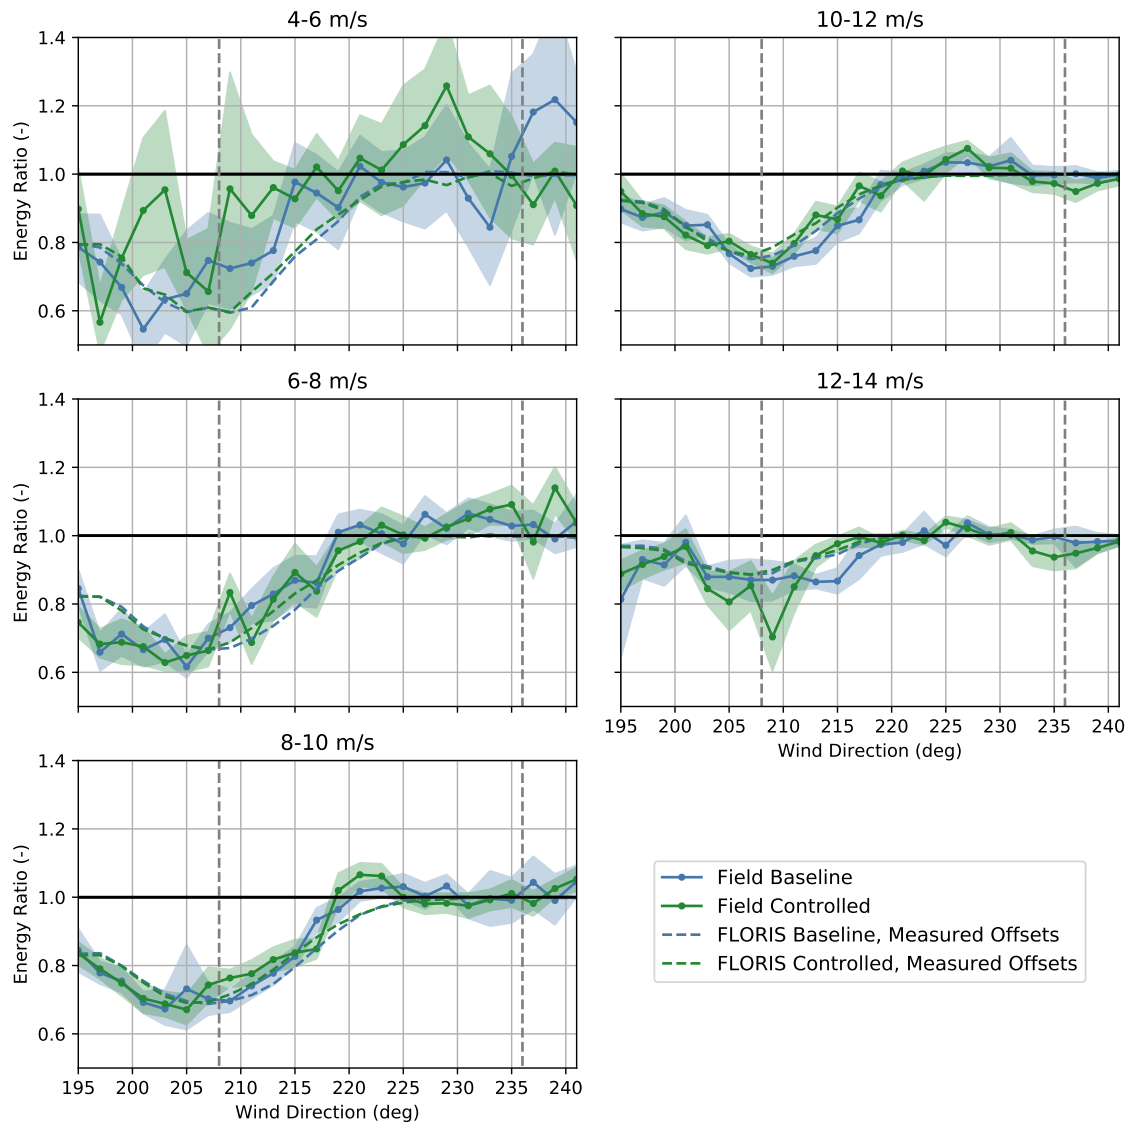 4-6 m/s
1.4
1.2
1.0
0.8
0.6
Energy Ratio (-)
10-12 m/s
6-8 m/s
1.4
1.2
1.0
0.8
0.6
Energy Ratio (-)
12-14 m/s
195 200 205 210 215 220 225 230 235 240
Wind Direction (deg)
8-10 m/s
1.4
1.2
1.0
0.8
0.6
Energy Ratio (-)
195 200 205 210 215 220 225 230 235 240
Wind Direction (deg)
Field Baseline
Field Controlled
FLORIS Baseline, Measured Offsets
FLORIS Controlled, Measured Offsets